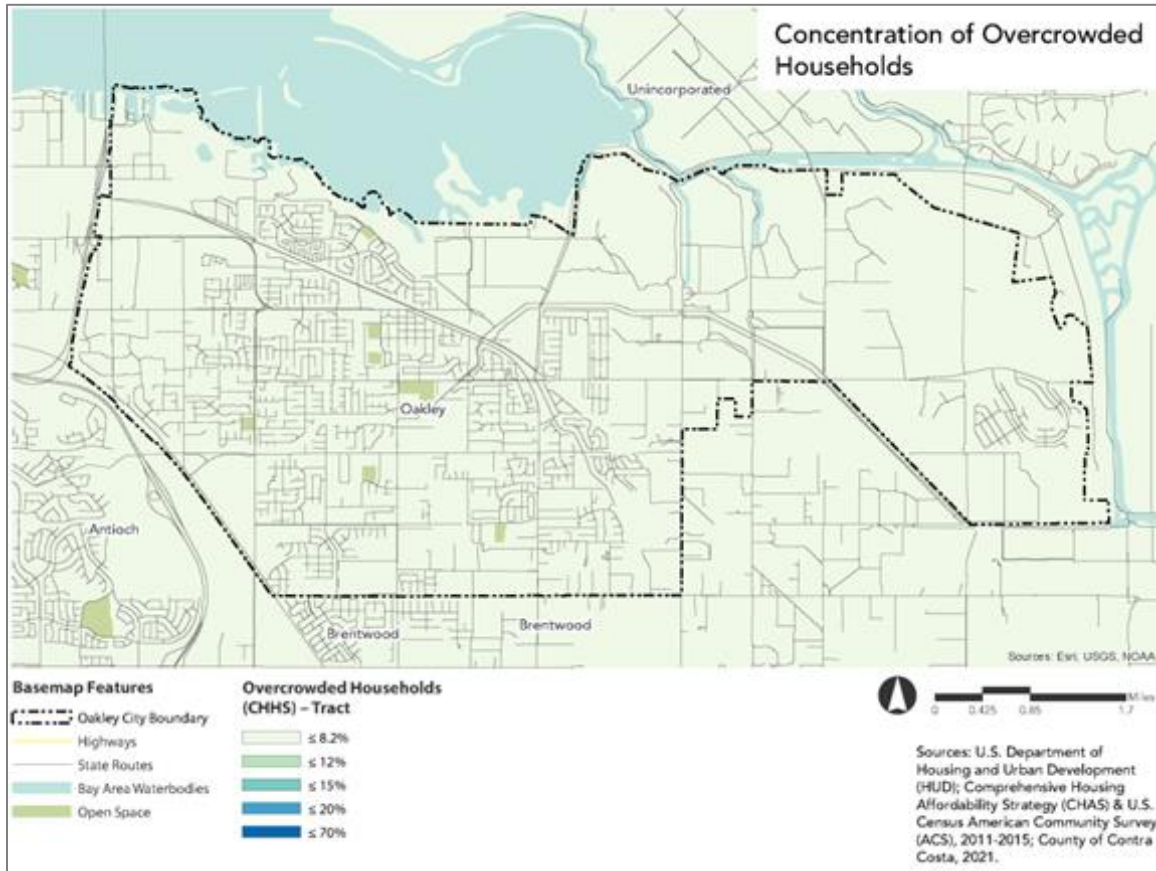 Concentration of Overcrowded
Households
Unincorporated
Oakley
Antioch
Brentwood
Brentwood
Sources: Esri, USGS, NOAA
Basemap Features
Oakley City Boundary
Highways
State Routes
Bay Area Waterbodies
Open Space
Overcrowded Households
(CHHS) – Tract
≤ 8.2%
≤ 12%
≤ 15%
≤ 20%
≤ 70%
Miles
0 0.425 0.85 1.7
Sources: U.S. Department of
Housing and Urban Development
(HUD); Comprehensive Housing
Affordability Strategy (CHAS) & U.S.
Census American Community Survey
(ACS), 2011-2015; County of Contra
Costa, 2021.